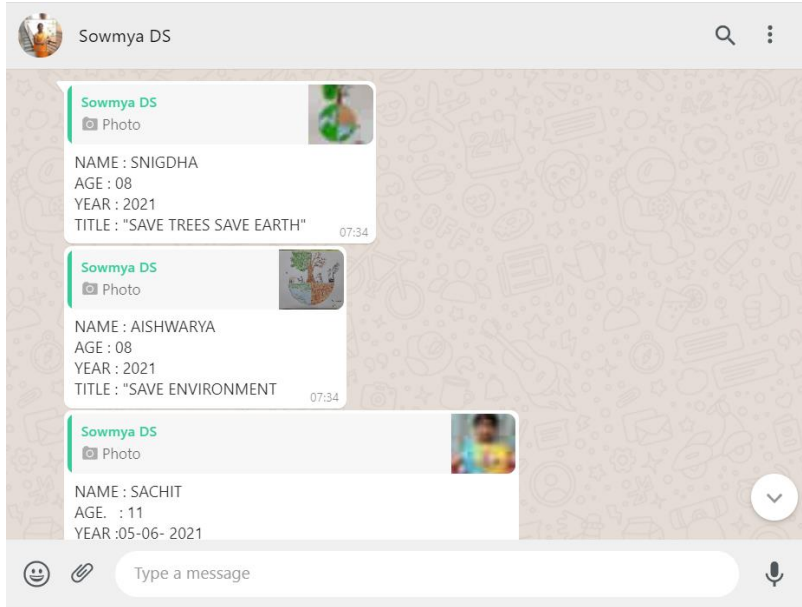 Sowmya DS
Sowmya DS
Photo
NAME : SNIGDHA
AGE : 08
YEAR : 2021
TITLE : "SAVE TREES SAVE EARTH"
07:34
Sowmya DS
Photo
NAME : AISHWARYA
AGE : 08
YEAR : 2021
TITLE : "SAVE ENVIRONMENT
07:34
Sowmya DS
Photo
NAME : SACHIT
AGE.   : 11
YEAR :05-06- 2021
Type a message